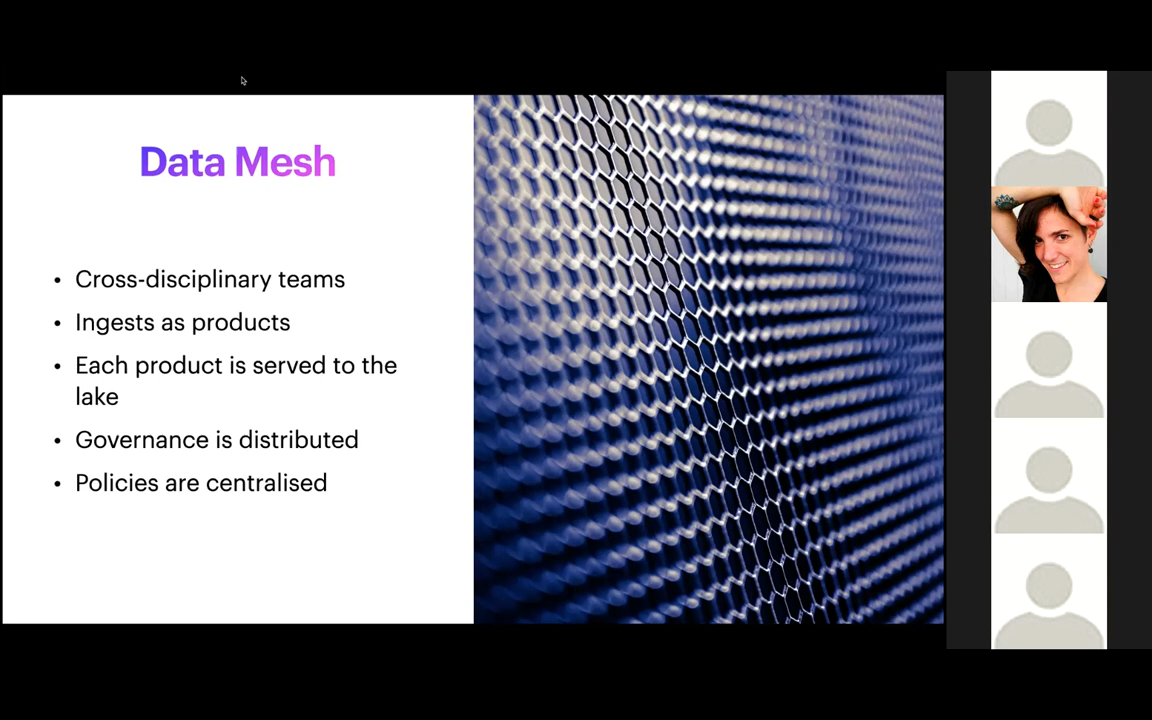 Data Mesh
• Cross-disciplinary teams
• Ingests as products
• Each product is served to the
lake
• Governance is distributed
• Policies are centralised